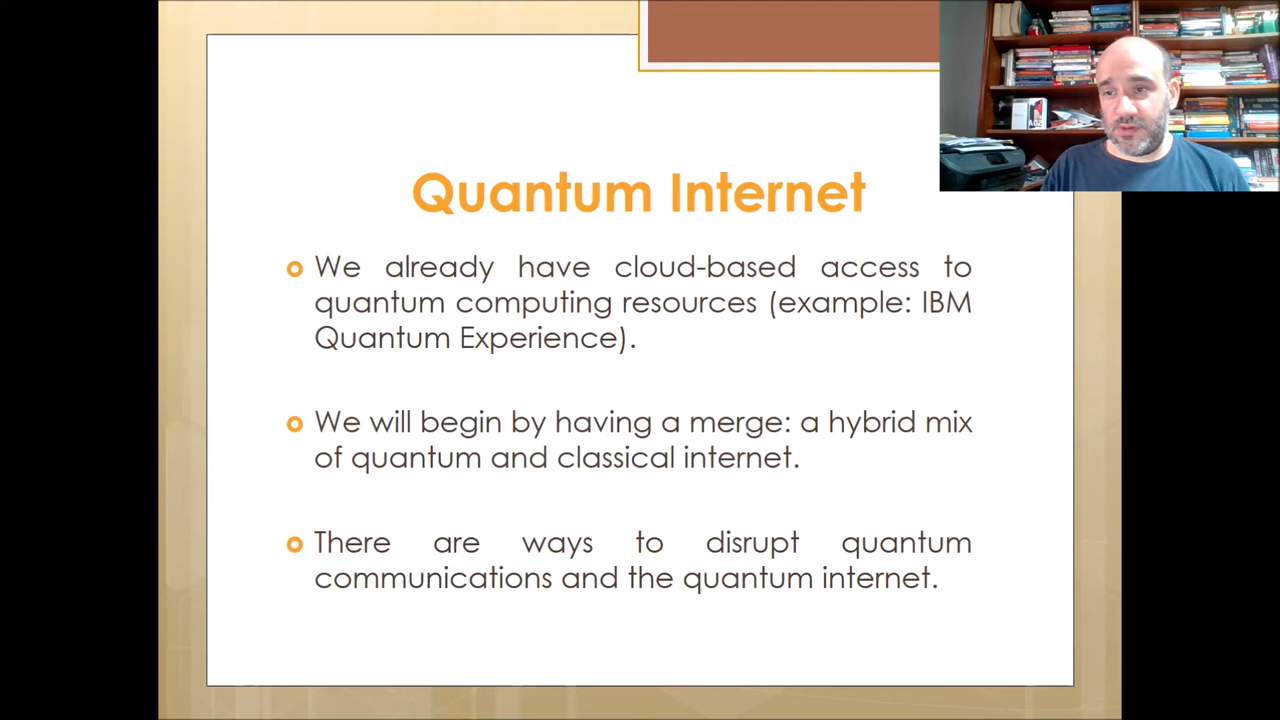 Quantum Internet
We already have cloud-based access to
quantum computing resources (example: IBM
Quantum Experience).
We will begin by having a merge: a hybrid mix
of quantum and classical internet.
There are ways to disrupt quantum
communications and the quantum internet.